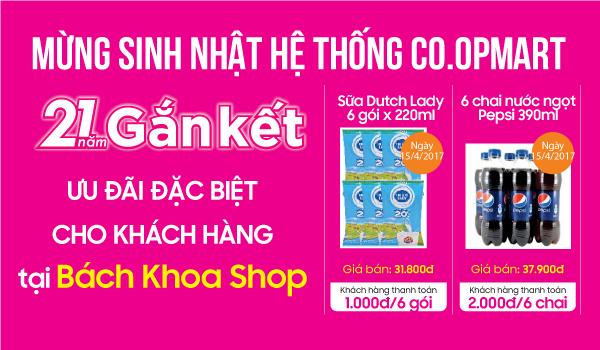 MỪNG SINH NHẬT HỆ THỐNG CO.OPMART
21 năm Gắn kết
ƯU ĐÃI ĐẶC BIỆT
CHO KHÁCH HÀNG
tại Bách Khoa Shop
Sữa Dutch Lady
6 gói x 220ml
Ngày
15/4/2017
Giá bán: 31.800đ
Khách hàng thanh toán
1.000đ/6 gói
6 chai nước ngọt
Pepsi 390ml
Ngày
15/4/2017
pepsi
Giá bán: 37.900đ
Khách hàng thanh toán
2.000đ/6 chai